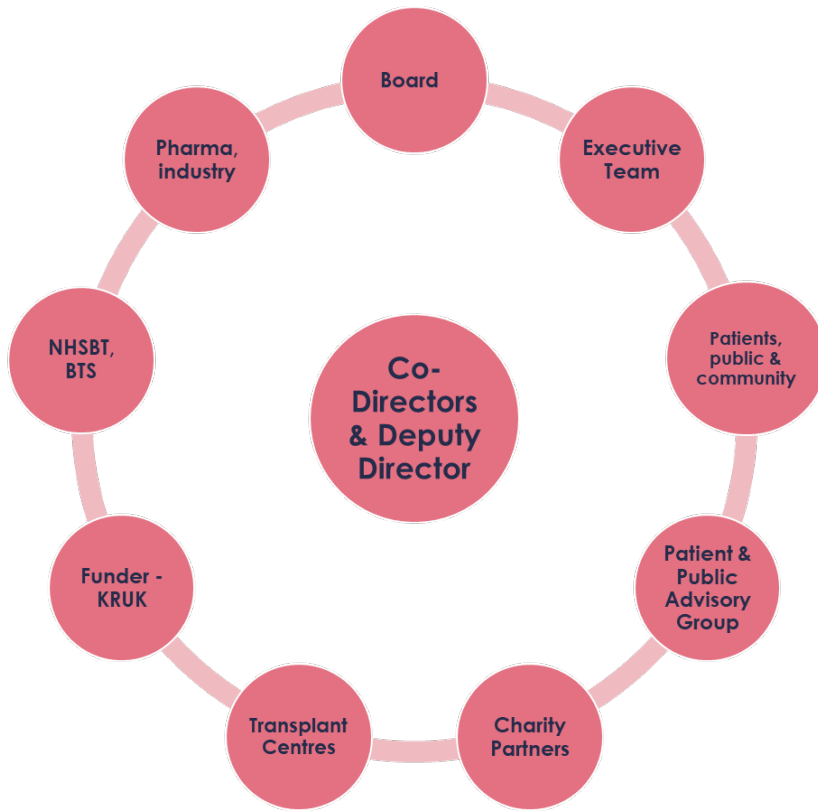 Board
Executive
Team
Patients,
public &
community
Patient &
Public
Advisory
Group
Charity
Partners
Transplant
Centres
Funder -
KRUK
NHSBT,
BTS
Pharma,
industry
Co-
Directors
& Deputy
Director